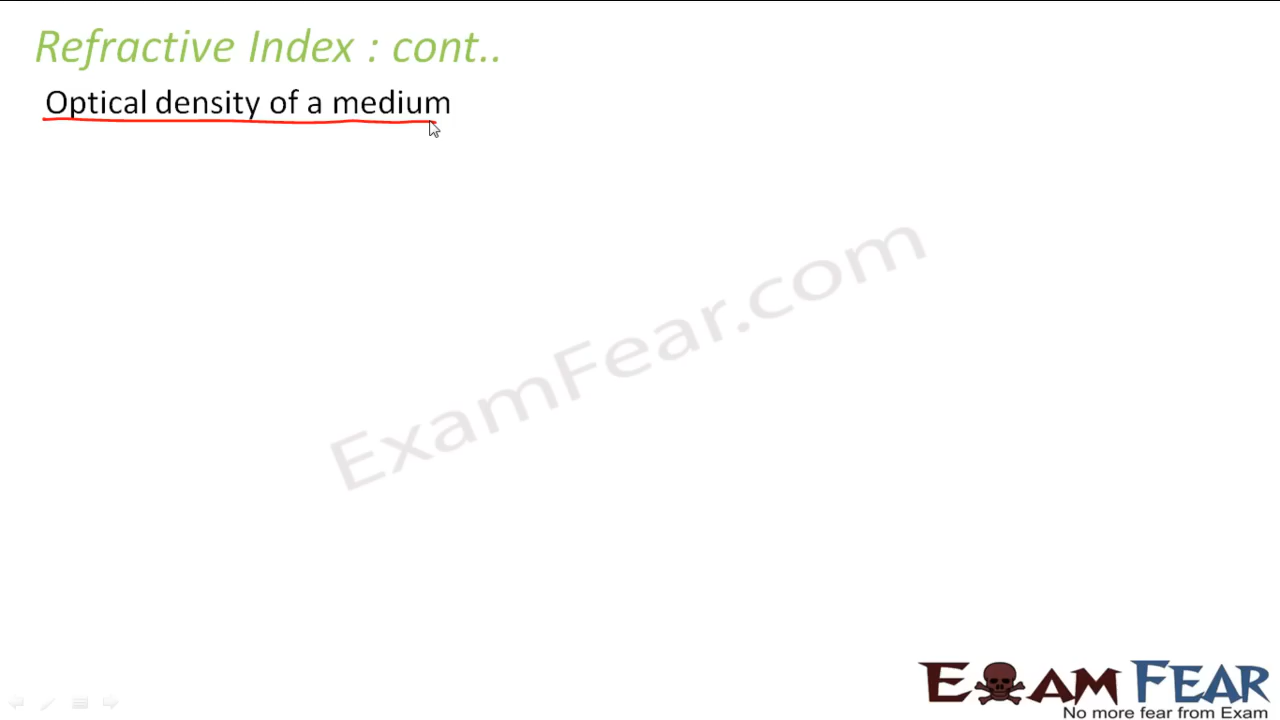 Refractive Index : cont..
Optical density of a medium
ExamFear.com
EXAM FEAR
No more fear from Exam